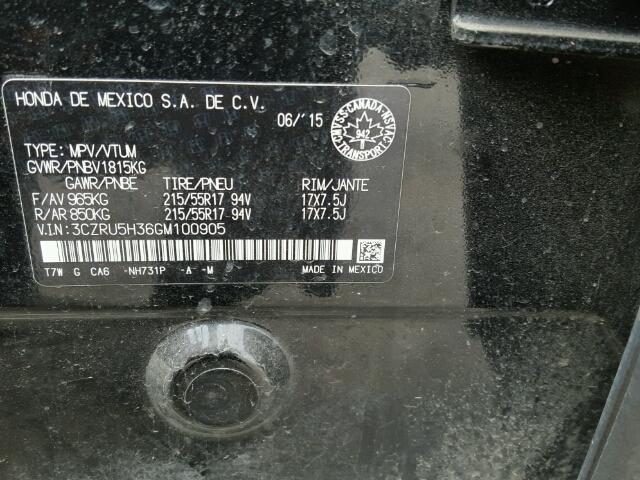 HONDA DE MEXICO S.A. DE C.V.
06/'15
CMVSS-CANADA-NSVAC
942
TRANSPORT
TYPE: MPV/VTUM
GVWR/PNBV1815KG
GAWR/PNBE TIRE/PNEU RIM/JANTE
F/AV 965KG 215/55R17 94V 17X7.5J
R/AR 850KG 215/55R17 94V 17X7.5J
V.I.N:3CZRU5H36GM100905
T7W G CA6 -NH731P -A -M MADE IN MEXICO